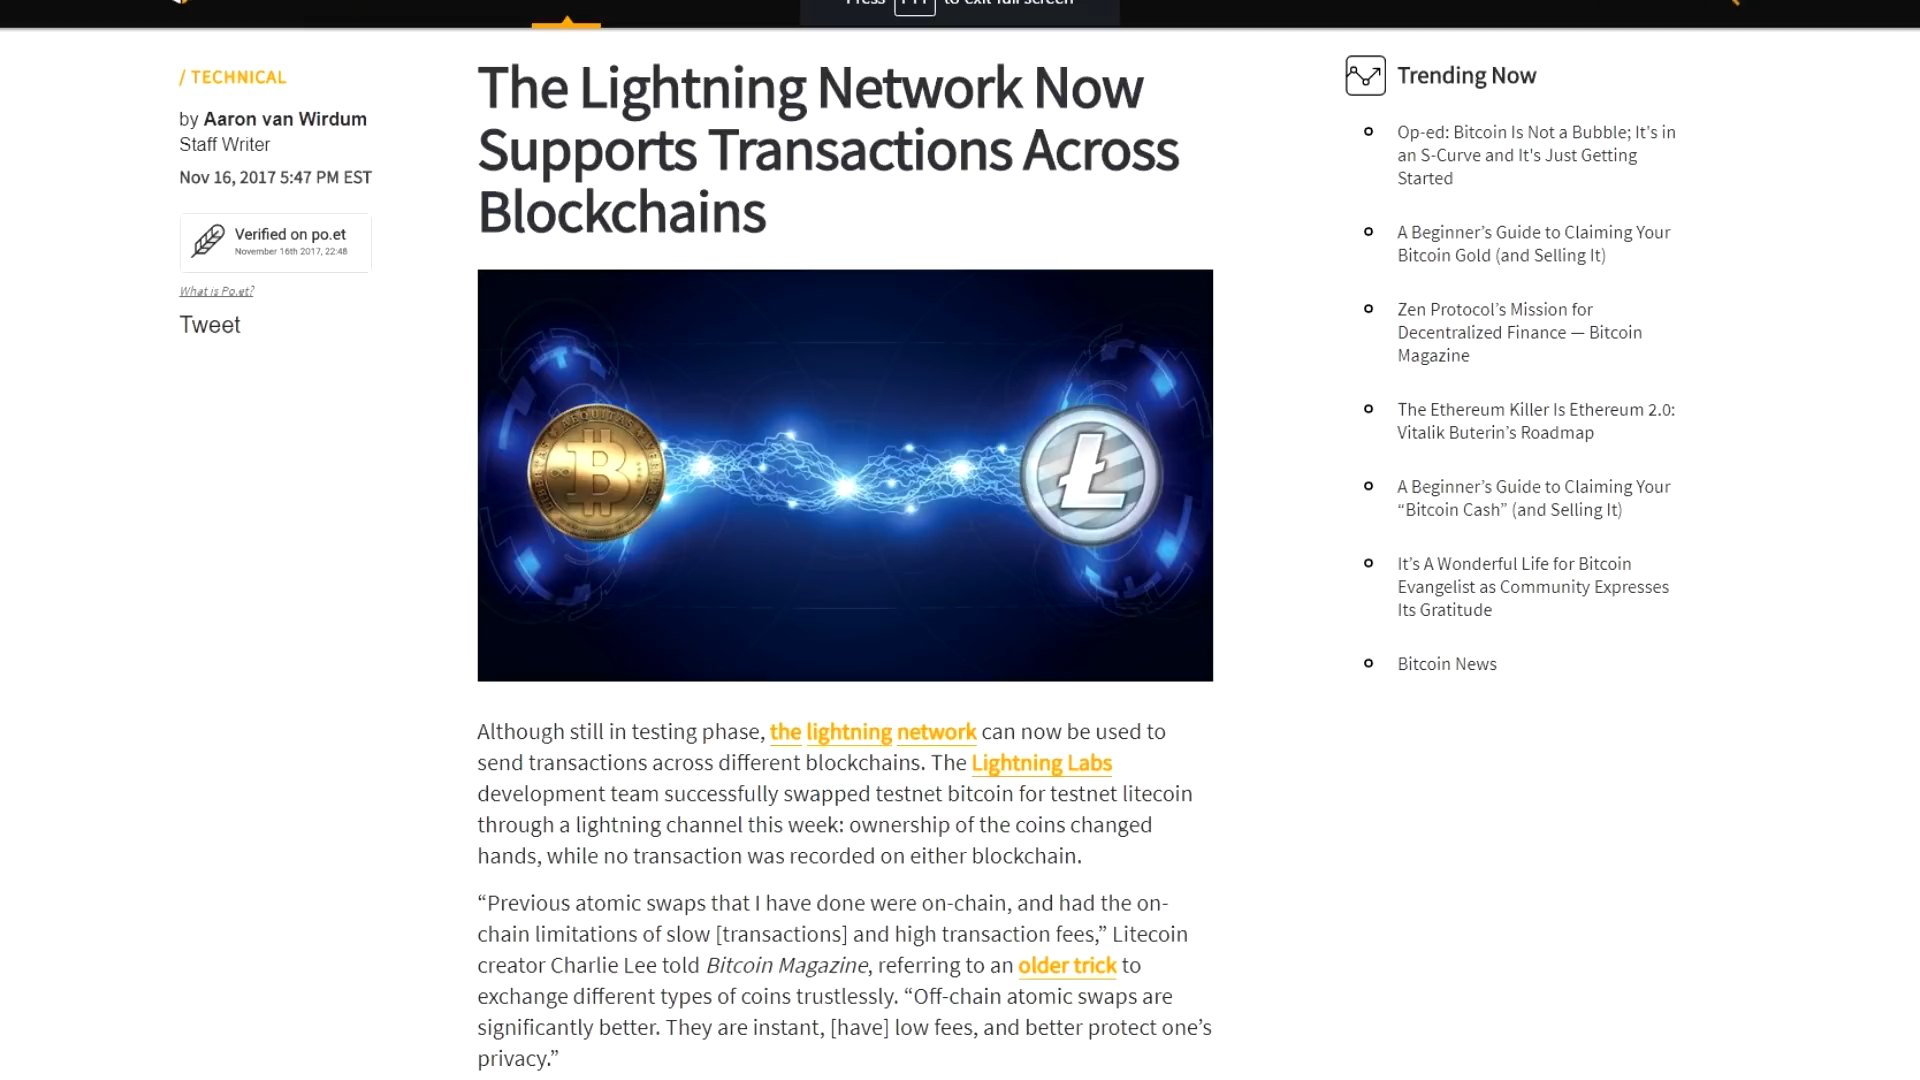 / TECHNICAL
by Aaron van Wirdum
Staff Writer
Nov 16, 2017 5:47 PM EST
Verified on po.et
November 16th 2017, 22:48
What is Po.et?
Tweet
The Lightning Network Now
Supports Transactions Across
Blockchains
Although still in testing phase, the lightning network can now be used to
send transactions across different blockchains. The Lightning Labs
development team successfully swapped testnet bitcoin for testnet litecoin
through a lightning channel this week: ownership of the coins changed
hands, while no transaction was recorded on either blockchain.
“Previous atomic swaps that I have done were on-chain, and had the on-
chain limitations of slow [transactions] and high transaction fees,” Litecoin
creator Charlie Lee told Bitcoin Magazine, referring to an older trick to
exchange different types of coins trustlessly. “Off-chain atomic swaps are
significantly better. They are instant, [have] low fees, and better protect one’s
privacy.”
Trending Now
Op-ed: Bitcoin Is Not a Bubble; It's in
an S-Curve and It's Just Getting
Started
A Beginner’s Guide to Claiming Your
Bitcoin Gold (and Selling It)
Zen Protocol’s Mission for
Decentralized Finance — Bitcoin
Magazine
The Ethereum Killer Is Ethereum 2.0:
Vitalik Buterin’s Roadmap
A Beginner’s Guide to Claiming Your
“Bitcoin Cash” (and Selling It)
It’s A Wonderful Life for Bitcoin
Evangelist as Community Expresses
Its Gratitude
Bitcoin News